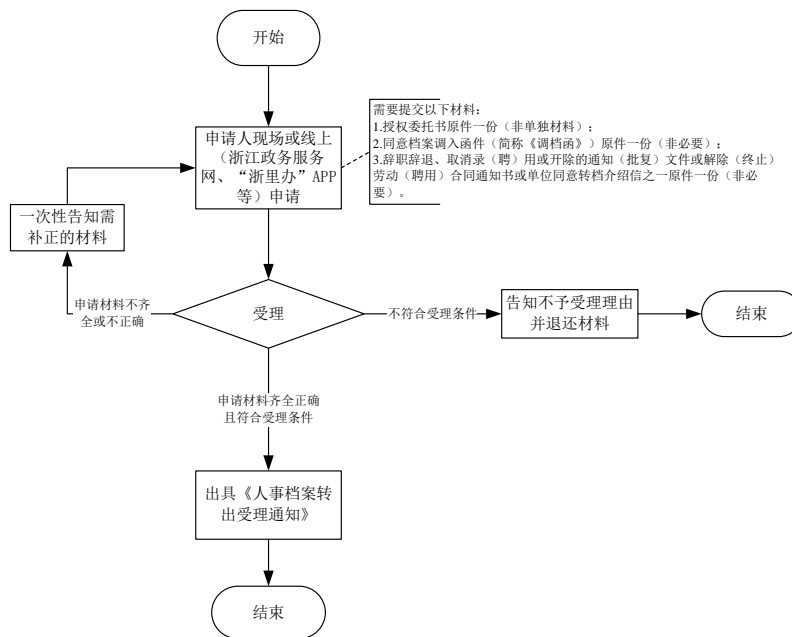 开始
申请人现场或线上
（浙江政务服务
网、“浙里办”APP
等）申请
需要提交以下材料：
1.授权委托书原件一份（非单独材料）；
2.同意档案调入函件（简称《调档函》）原件一份（非必要）；
3.辞职辞退、取消录（聘）用或开除的通知（批复）文件或解除（终止）
劳动（聘用）合同通知书或单位同意转档介绍信之一原件一份（非必
要）。
一次性告知需
补正的材料
申请材料不齐
全或不正确
受理
不符合受理条件
告知不予受理理由
并退还材料
结束
申请材料齐全正确
且符合受理条件
出具《人事档案转
出受理通知》
结束